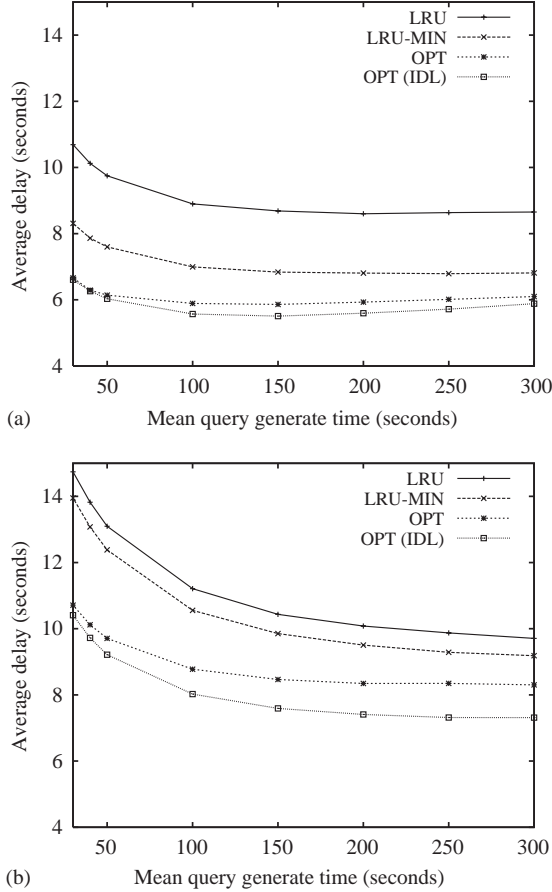 14
12
10
8
6
4
Average delay (seconds)
LRU
LRU-MIN
OPT
OPT (IDL)
50 100 150 200 250 300
(a)
Mean query generate time (seconds)
14
12
10
8
6
4
Average delay (seconds)
LRU
LRU-MIN
OPT
OPT (IDL)
50 100 150 200 250 300
(b)
Mean query generate time (seconds)